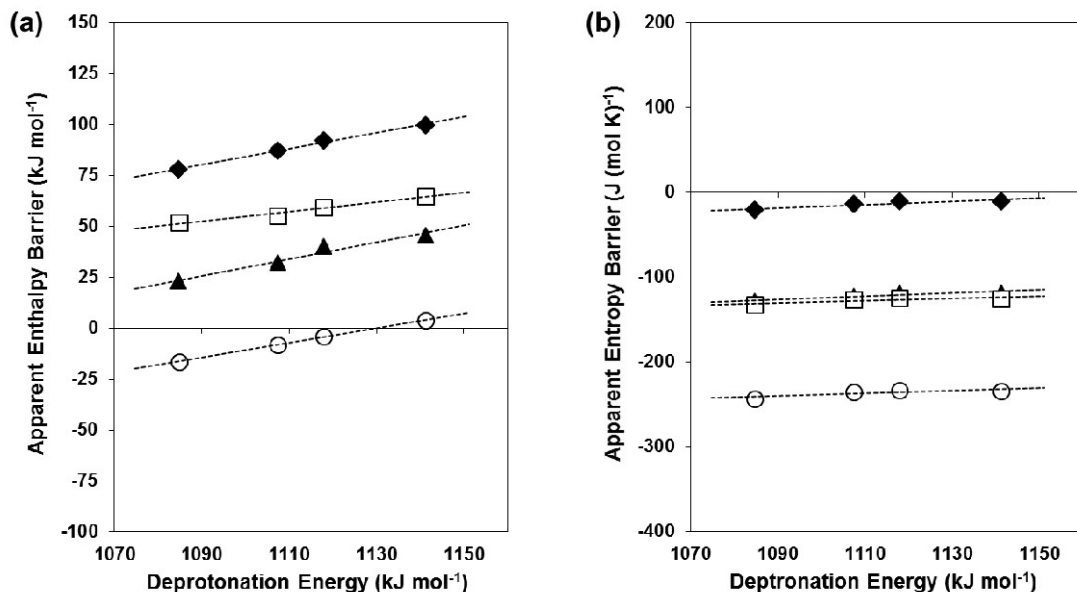 (a)
Apparent Enthalpy Barrier (kJ mol⁻¹)
150
125
100
75
50
25
0
-25
-50
-75
-100
1070 1090 1110 1130 1150
Deprotonation Energy (kJ mol⁻¹)
(b)
Apparent Entropy Barrier (J (mol K)⁻¹)
200
100
0
-100
-200
-300
-400
1070 1090 1110 1130 1150
Deptronation Energy (kJ mol⁻¹)